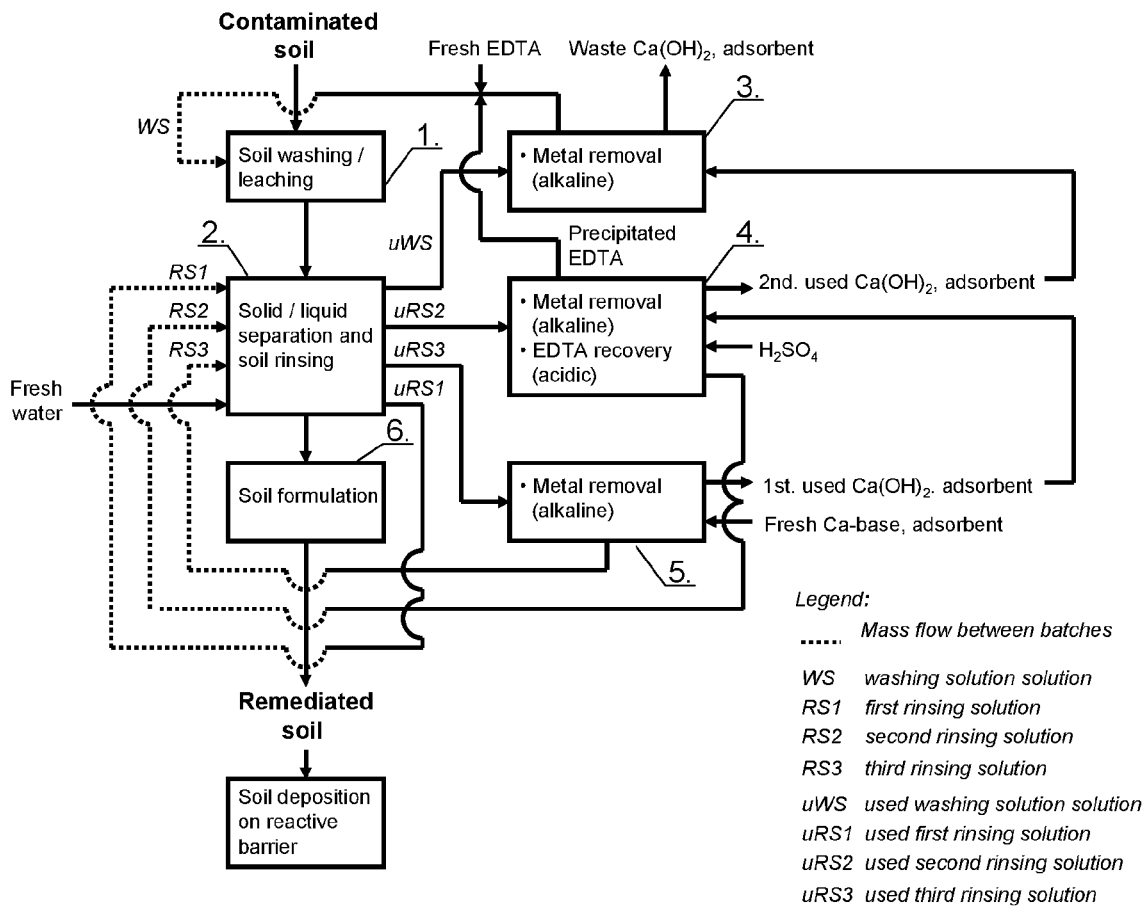 Contaminated
soil
Fresh EDTA
Waste Ca(OH)2, adsorbent
WS
1.
Soil washing /
leaching
3.
• Metal removal
(alkaline)
uWS
Precipitated
EDTA
2.
RS1
RS2
RS3
Solid / liquid
separation and
soil rinsing
uRS2
uRS3
uRS1
4.
• Metal removal
(alkaline)
• EDTA recovery
(acidic)
2nd. used Ca(OH)2, adsorbent
H2SO4
Fresh
water
6.
Soil formulation
• Metal removal
(alkaline)
5.
1st. used Ca(OH)2. adsorbent
Fresh Ca-base, adsorbent
Remediated
soil
Soil deposition
on reactive
barrier
Legend:
Mass flow between batches
WS washing solution solution
RS1 first rinsing solution
RS2 second rinsing solution
RS3 third rinsing solution
uWS used washing solution solution
uRS1 used first rinsing solution
uRS2 used second rinsing solution
uRS3 used third rinsing solution